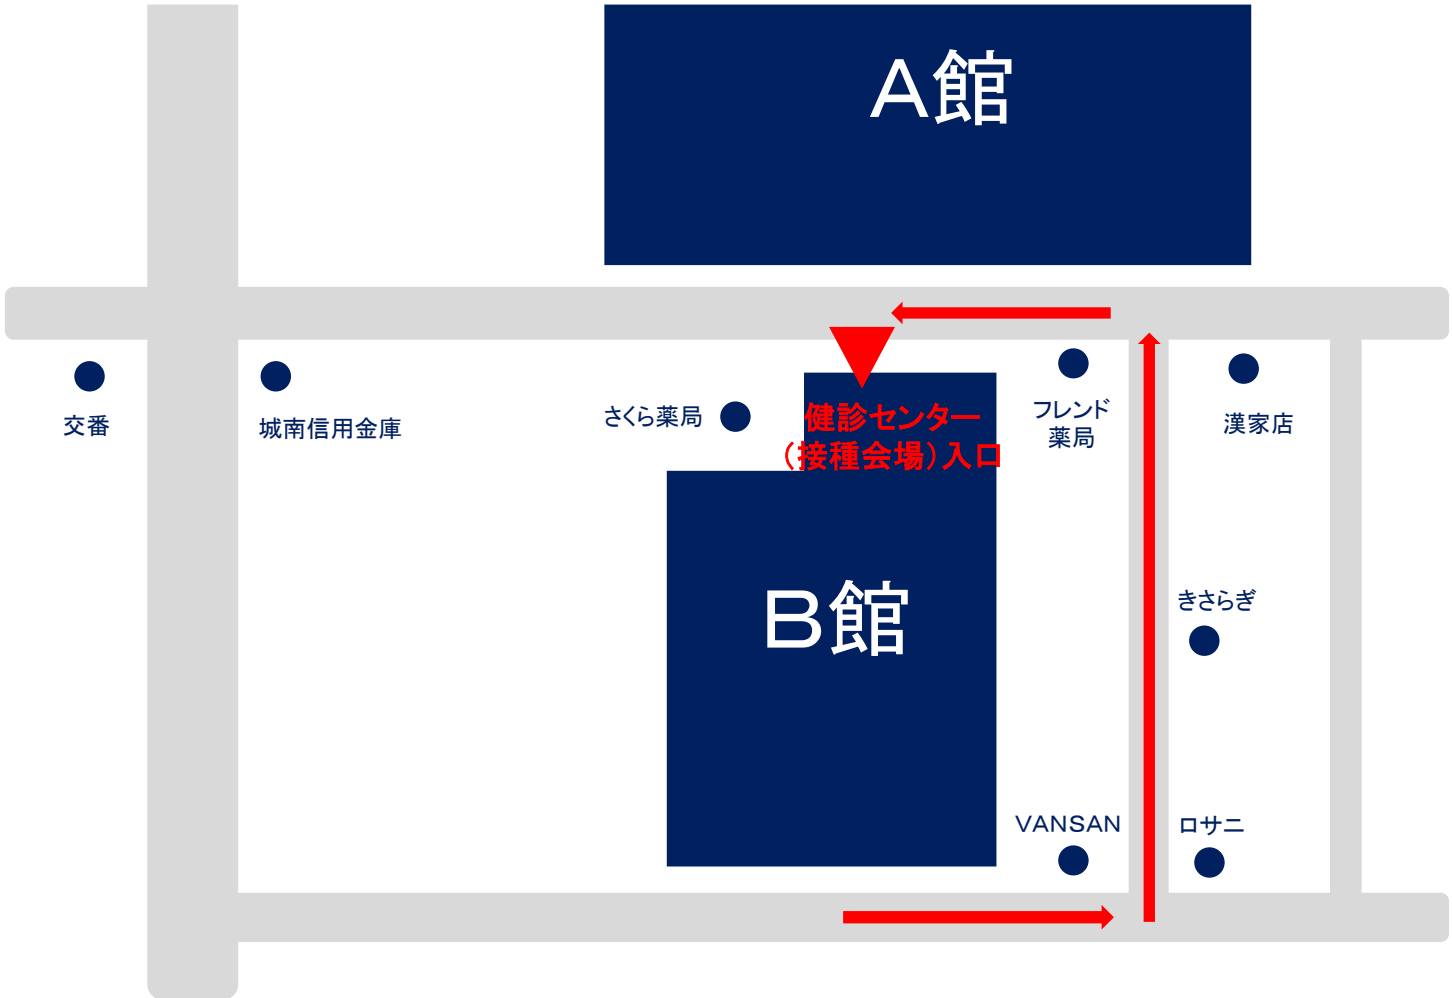 A館
交番
城南信用金庫
さくら薬局
健診センター
（接種会場）入口
フレンド
薬局
漢家店
B館
きさらぎ
VANSAN
ロサニ